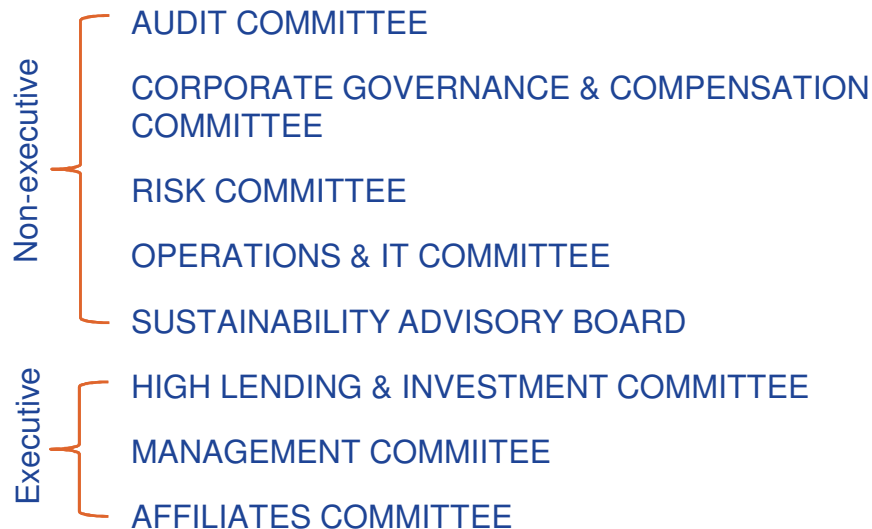 Non-executive
AUDIT COMMITTEE
CORPORATE GOVERNANCE & COMPENSATION
COMMITTEE
RISK COMMITTEE
OPERATIONS & IT COMMITTEE
SUSTAINABILITY ADVISORY BOARD
Executive
HIGH LENDING & INVESTMENT COMMITTEE
MANAGEMENT COMMIITEE
AFFILIATES COMMITTEE